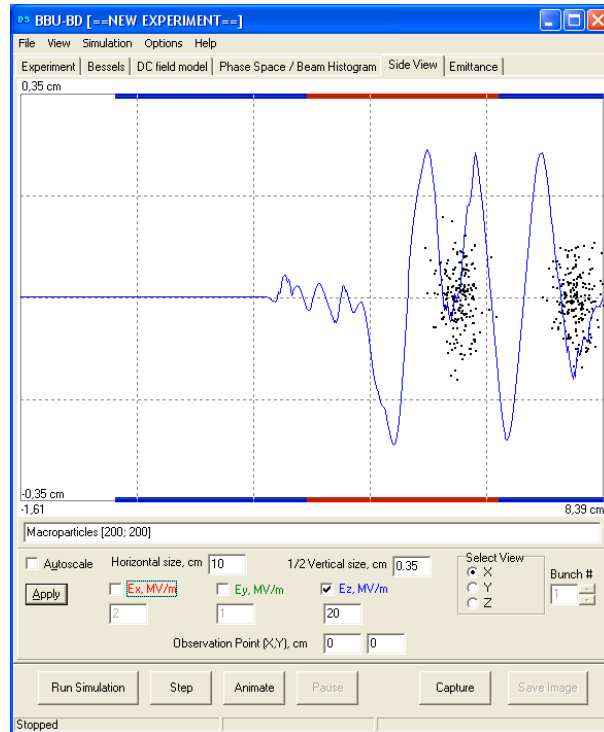 DS BBU-BD [==NEW EXPERIMENT==]
File View Simulation Options Help
Experiment Bessels DC field model Phase Space / Beam Histogram Side View Emittance
0,35 cm
-0,35 cm
-1,61 8,39 cm
Macroparticles [200; 200]
Autoscale Horizontal size, cm 10 1/2 Vertical size, cm 0.35 Select View
X
Apply Ex, MV/m Ey, MV/m Ez, MV/m Y Bunch #
2 1 20 Z 1
Observation Point (X,Y), cm 0 0
Run Simulation Step Animate Pause Capture Save Image
Stopped